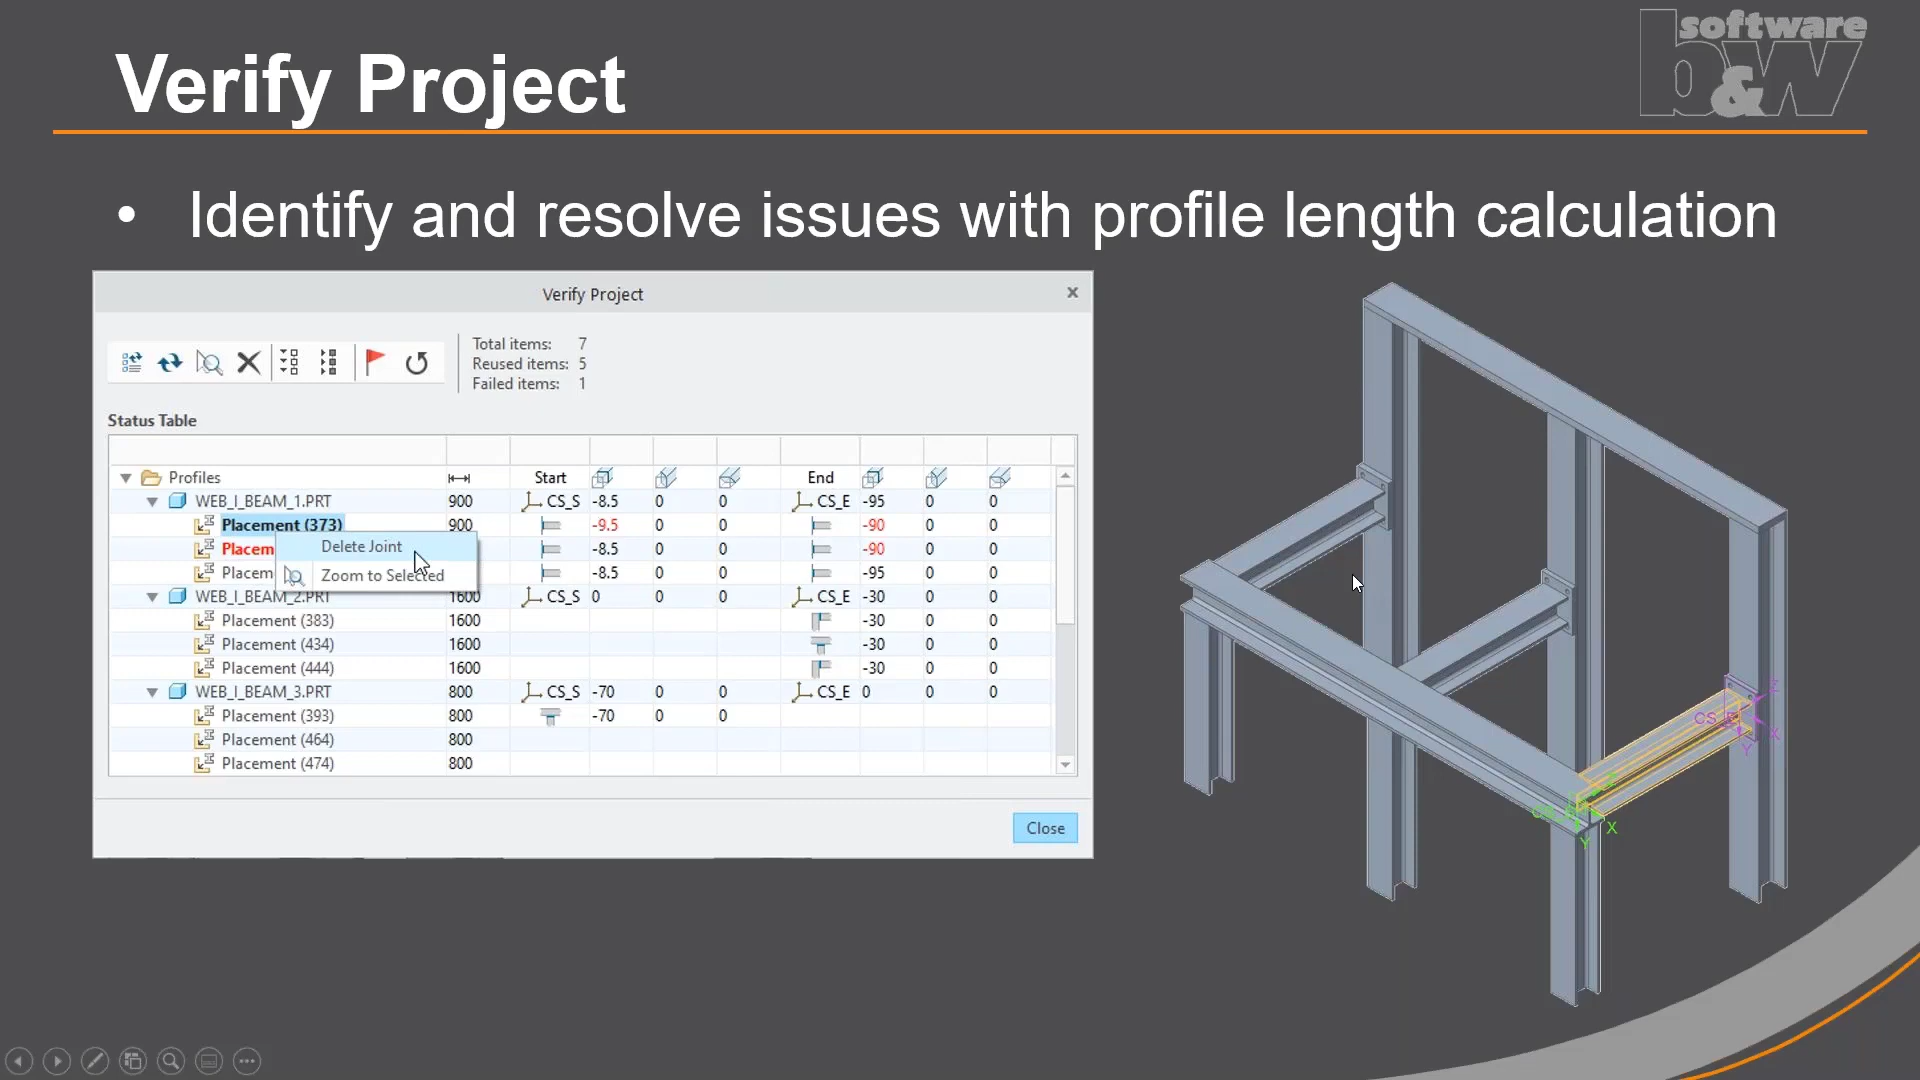 software
b&w
Verify Project
• Identify and resolve issues with profile length calculation
Verify Project
Total items: 7
Reused items: 5
Failed items: 1
Status Table
Profiles Start End
WEB_I_BEAM_1.PRT 900 CS_S -8.5 0 0 CS_E -95 0 0
Placement (373) 900 -9.5 0 0 -90 0 0
Placem -8.5 0 0 -90 0 0
Placem -8.5 0 0 -95 0 0
Delete Joint
Zoom to Selected
WEB_I_BEAM_2.PRT 1600 CS_S 0 0 0 CS_E -30 0 0
Placement (383) 1600 -30 0 0
Placement (434) 1600 -30 0 0
Placement (444) 1600 -30 0 0
WEB_I_BEAM_3.PRT 800 CS_S -70 0 0 CS_E 0 0 0
Placement (393) 800 -70 0 0
Placement (464) 800
Placement (474) 800
Close
Z
X
Y
Z
X
Y